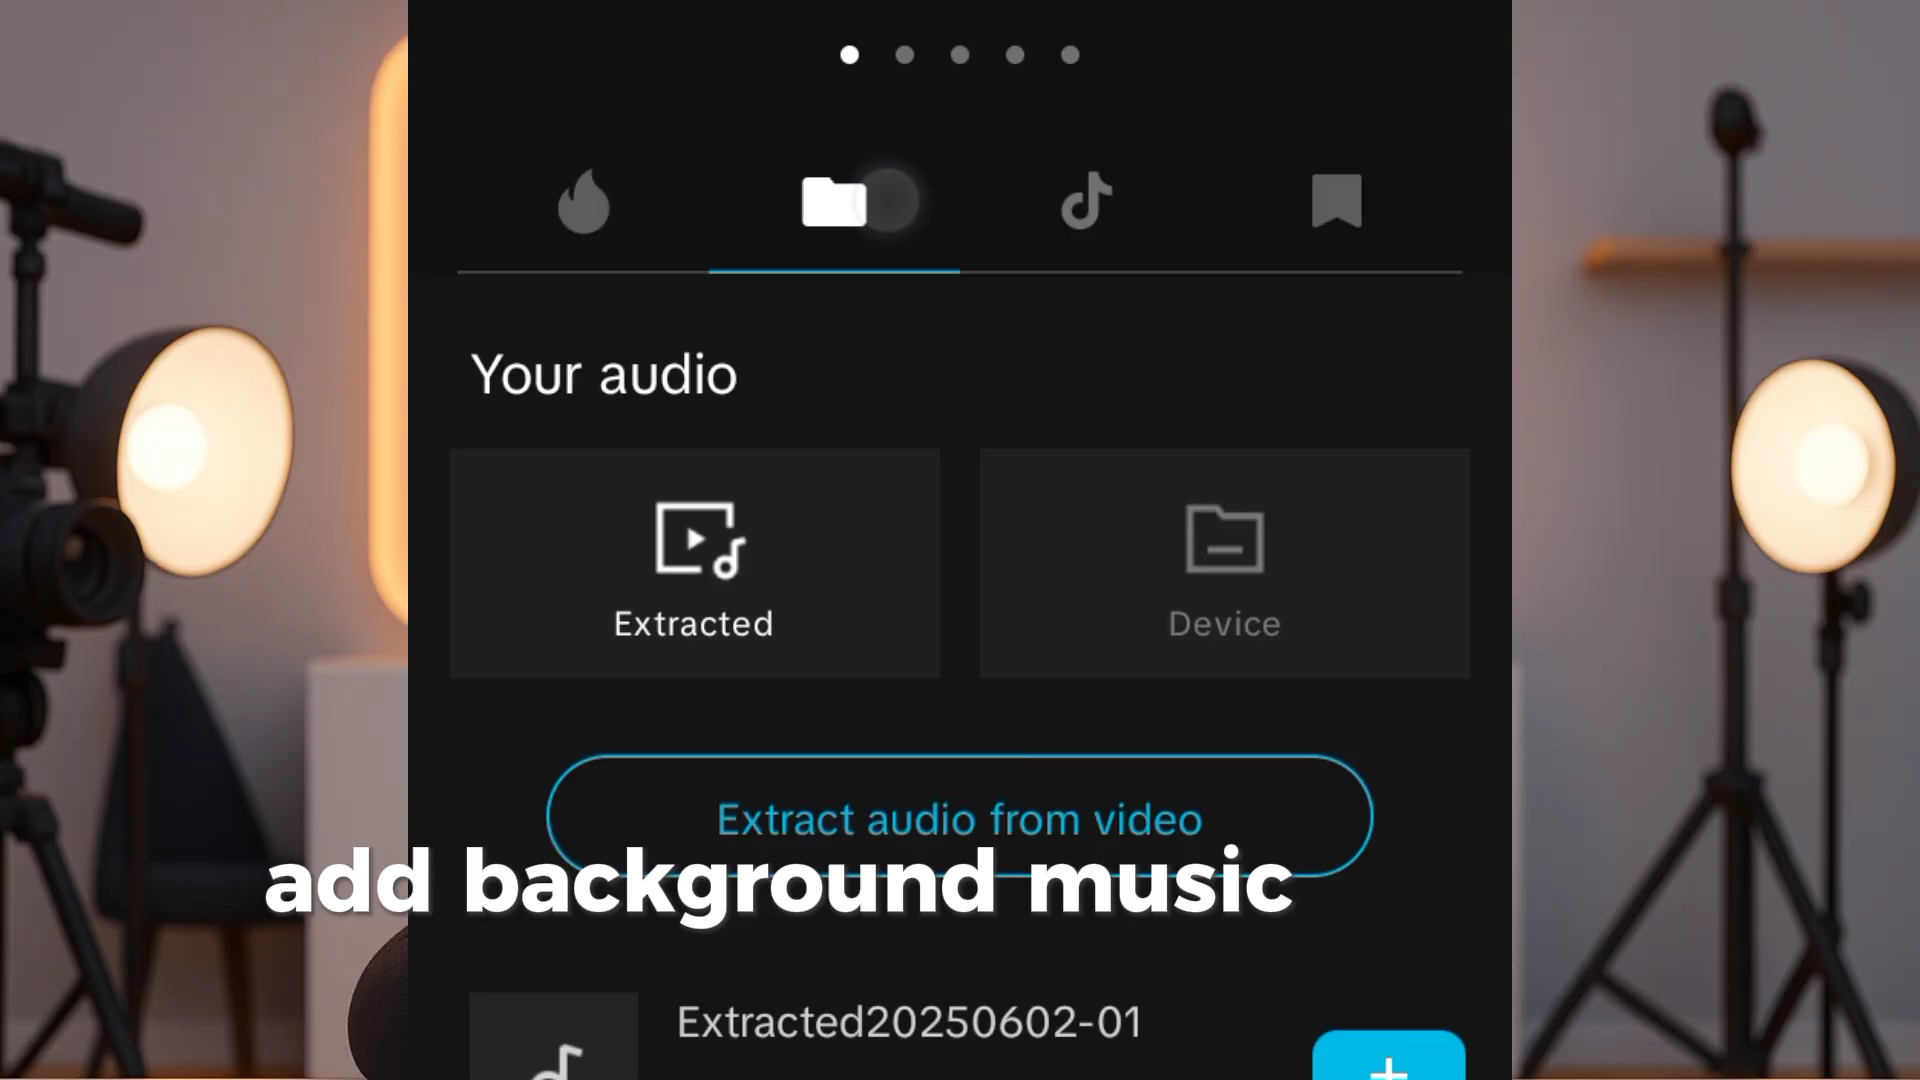 Your audio
Extracted
Device
Extract audio from video
add background music
Extracted20250602-01